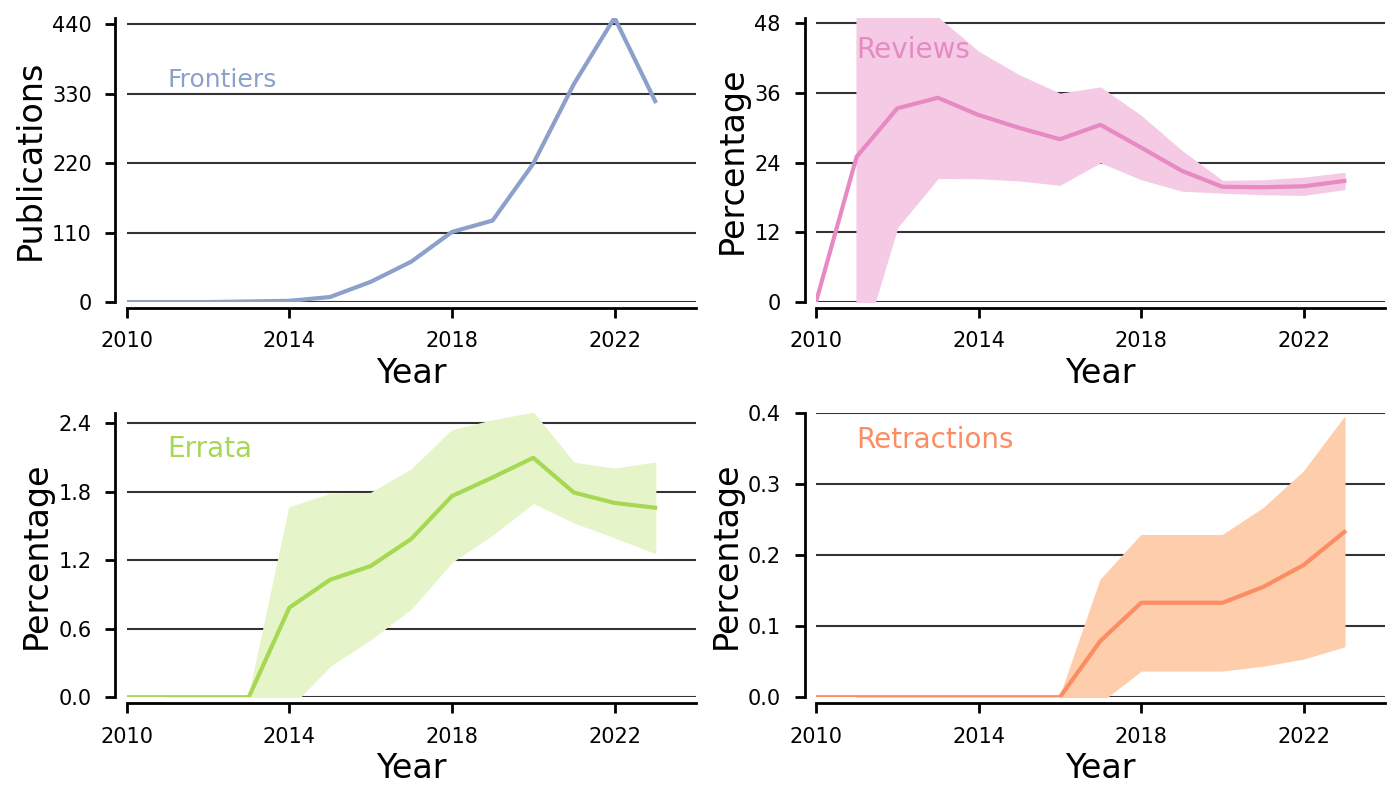 Publications
440
330
220
110
0
Frontiers
2010 2014 2018 2022
Year
Percentage
48
36
24
12
0
Reviews
2010 2014 2018 2022
Year
Percentage
2.4
1.8
1.2
0.6
0.0
Errata
2010 2014 2018 2022
Year
Percentage
0.4
0.3
0.2
0.1
0.0
Retractions
2010 2014 2018 2022
Year